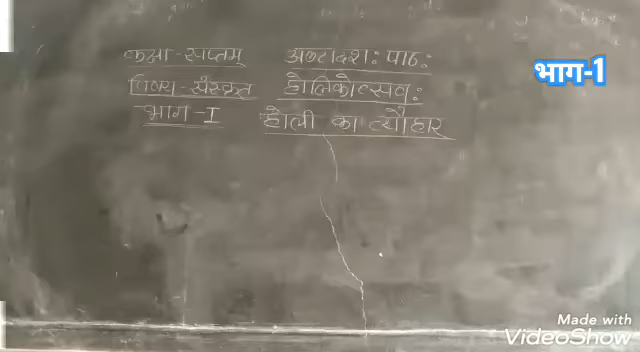 कक्षा - सप्तम्
विषय - संस्कृत
भाग - I
अष्टादशः पाठः
होलिकोत्सवः
होली का त्यौहार
भाग-1
Made with
VideoShow